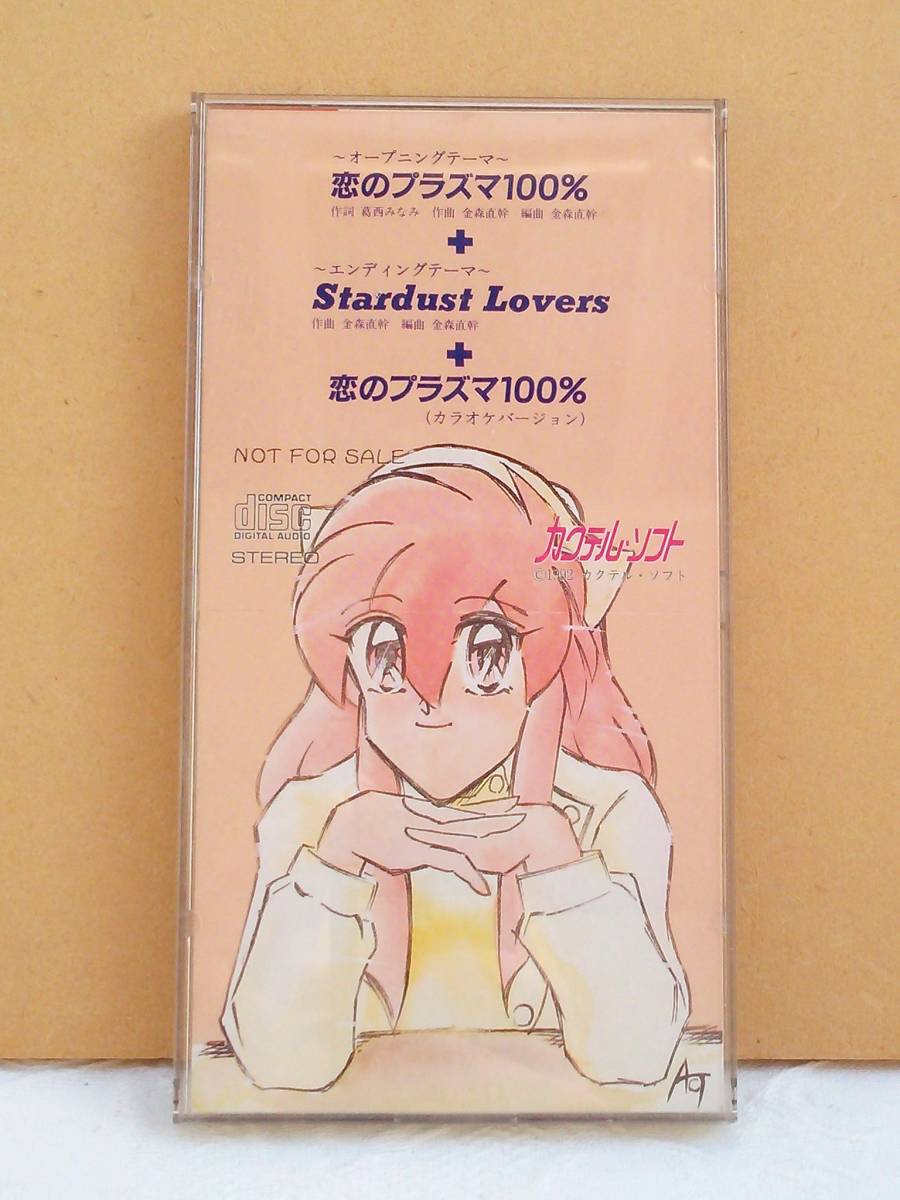 ～オープニングテーマ～
恋のプラズマ100%
作詞 葛西みなみ 作曲 金森直幹 編曲 金森直幹
+
～エンディングテーマ～
Stardust Lovers
作曲 金森直幹 編曲 金森直幹
+
恋のプラズマ100%
(カラオケバージョン)
NOT FOR SALE
COMPACT
disc
DIGITAL AUDIO
STEREO
カクテル・ソフト
©1992 カクテル・ソフト
ACT